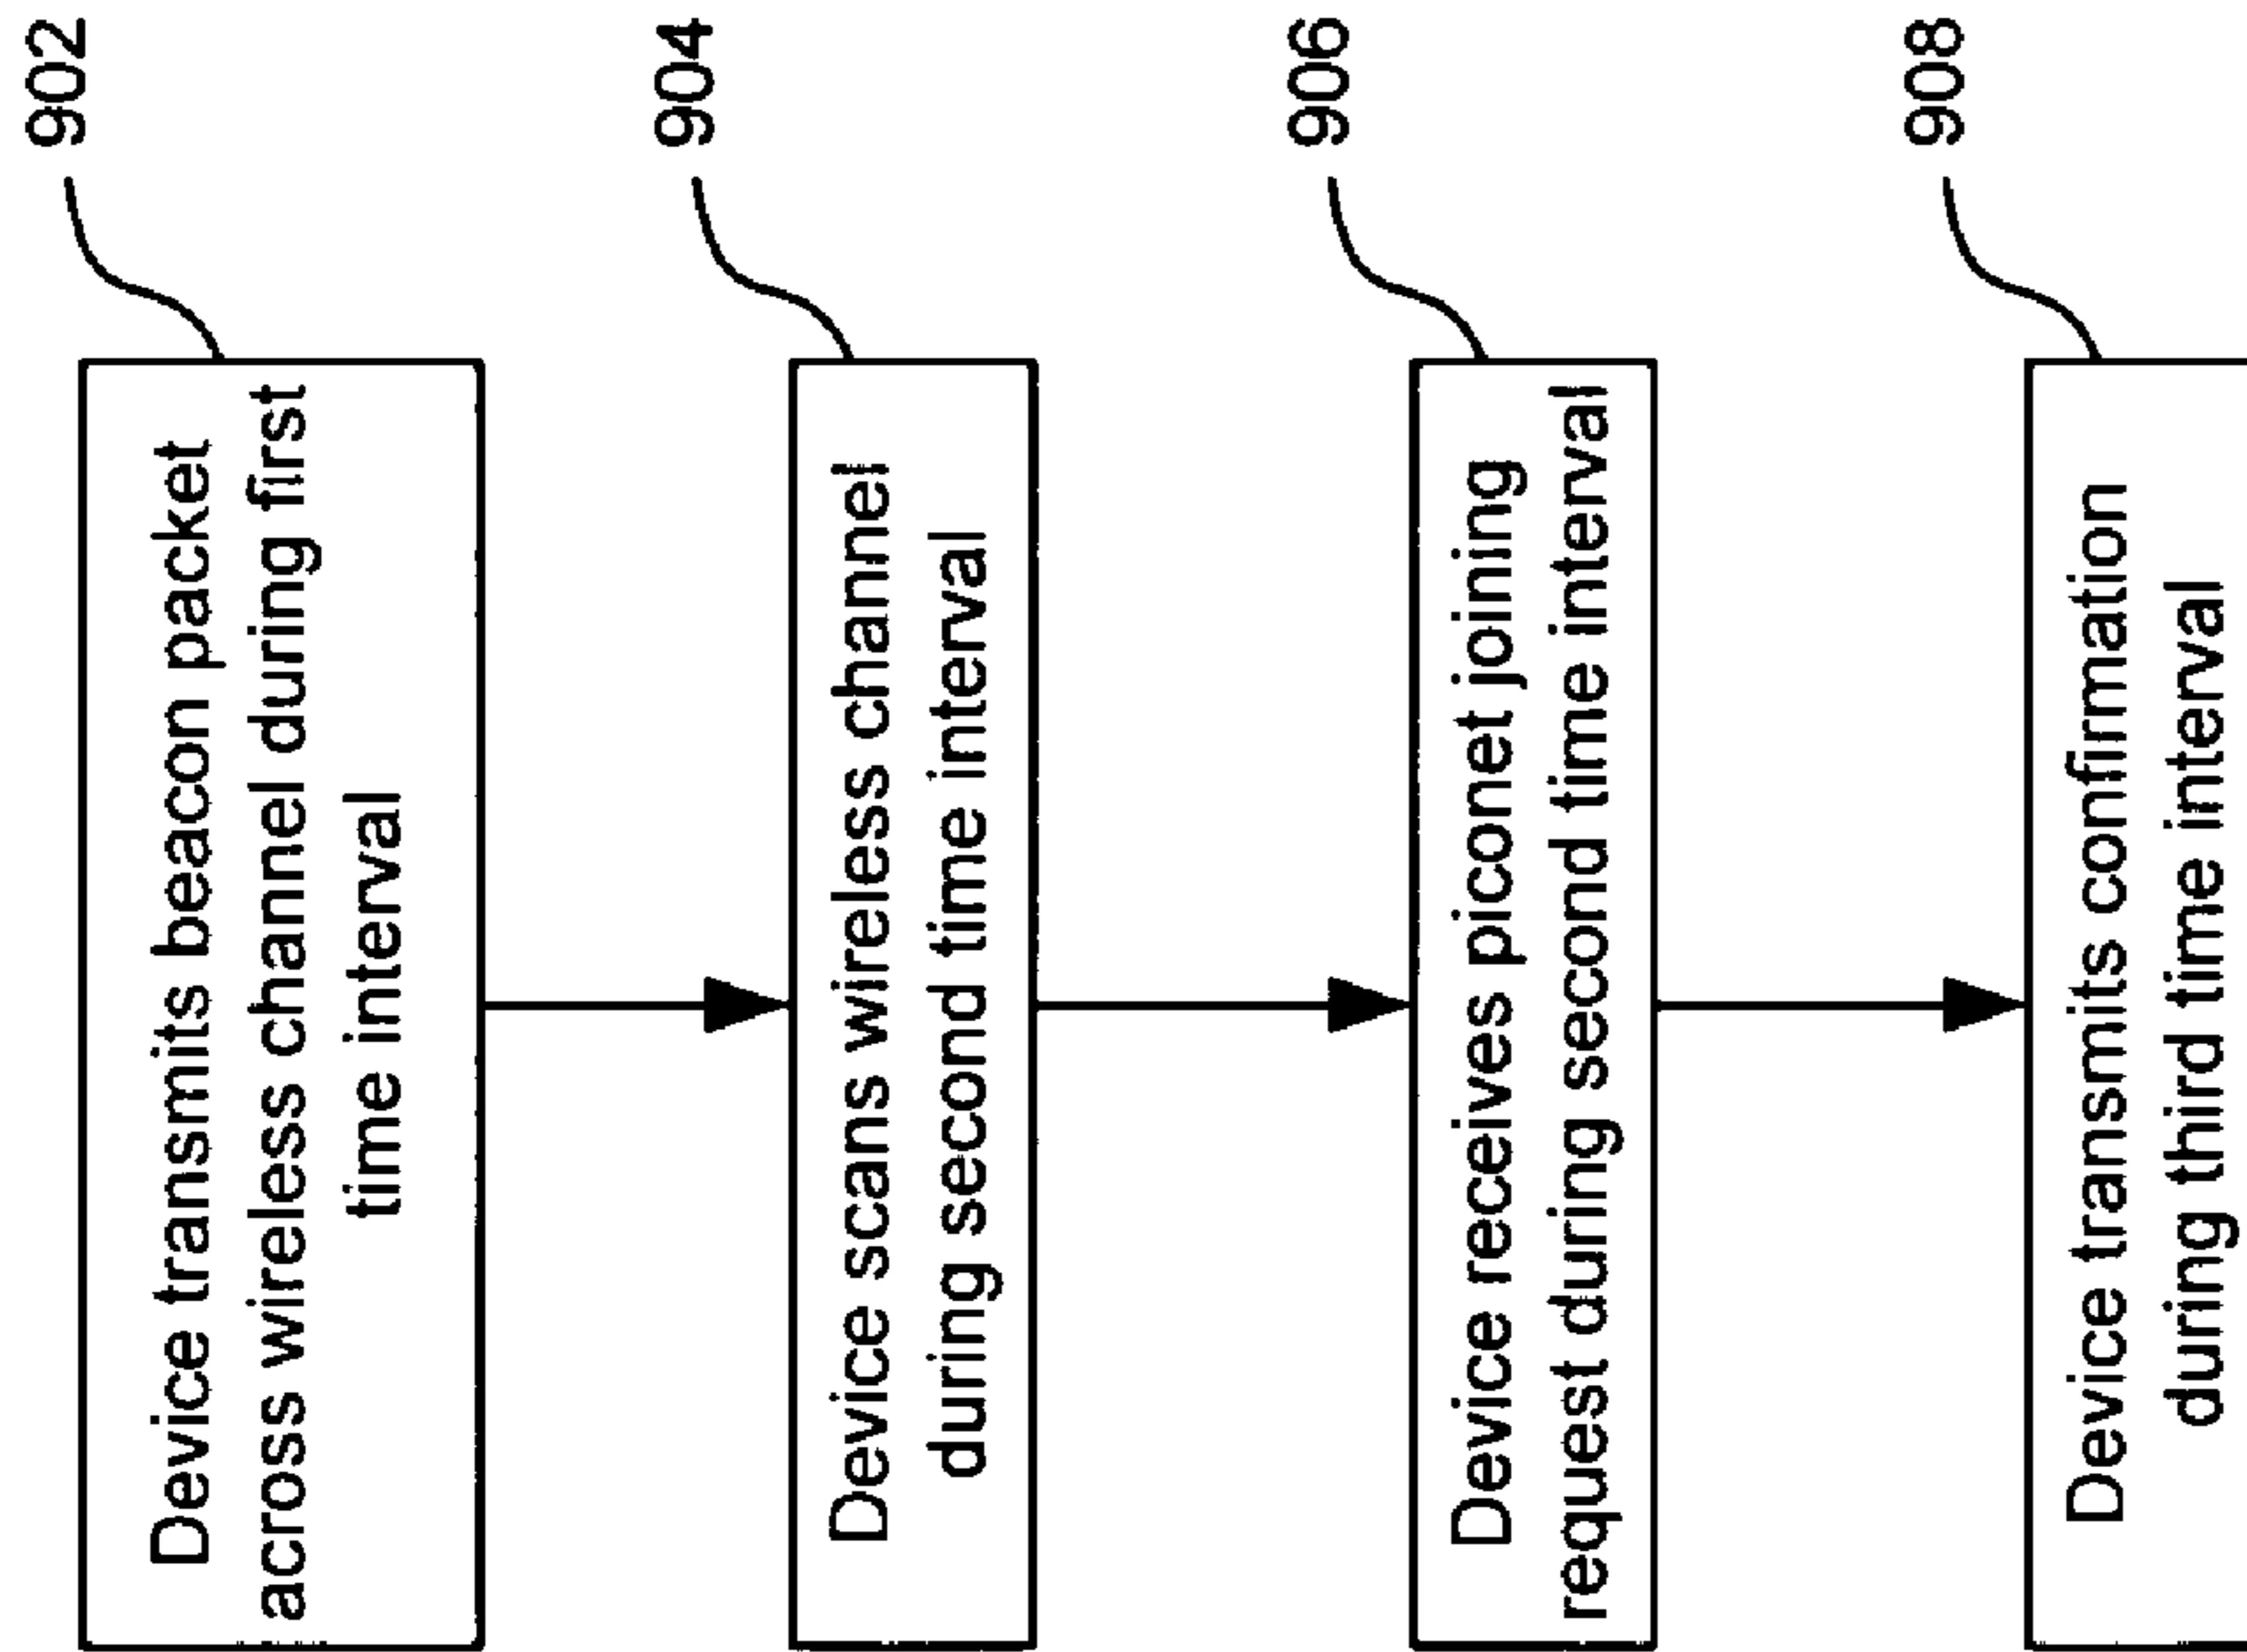 902
Device transmits beacon packet
across wireless channel during first
time interval
904
Device scans wireless channel
during second time interval
906
Device receives piconet joining
request during second time interval
908
Device transmits confirmation
during third time interval